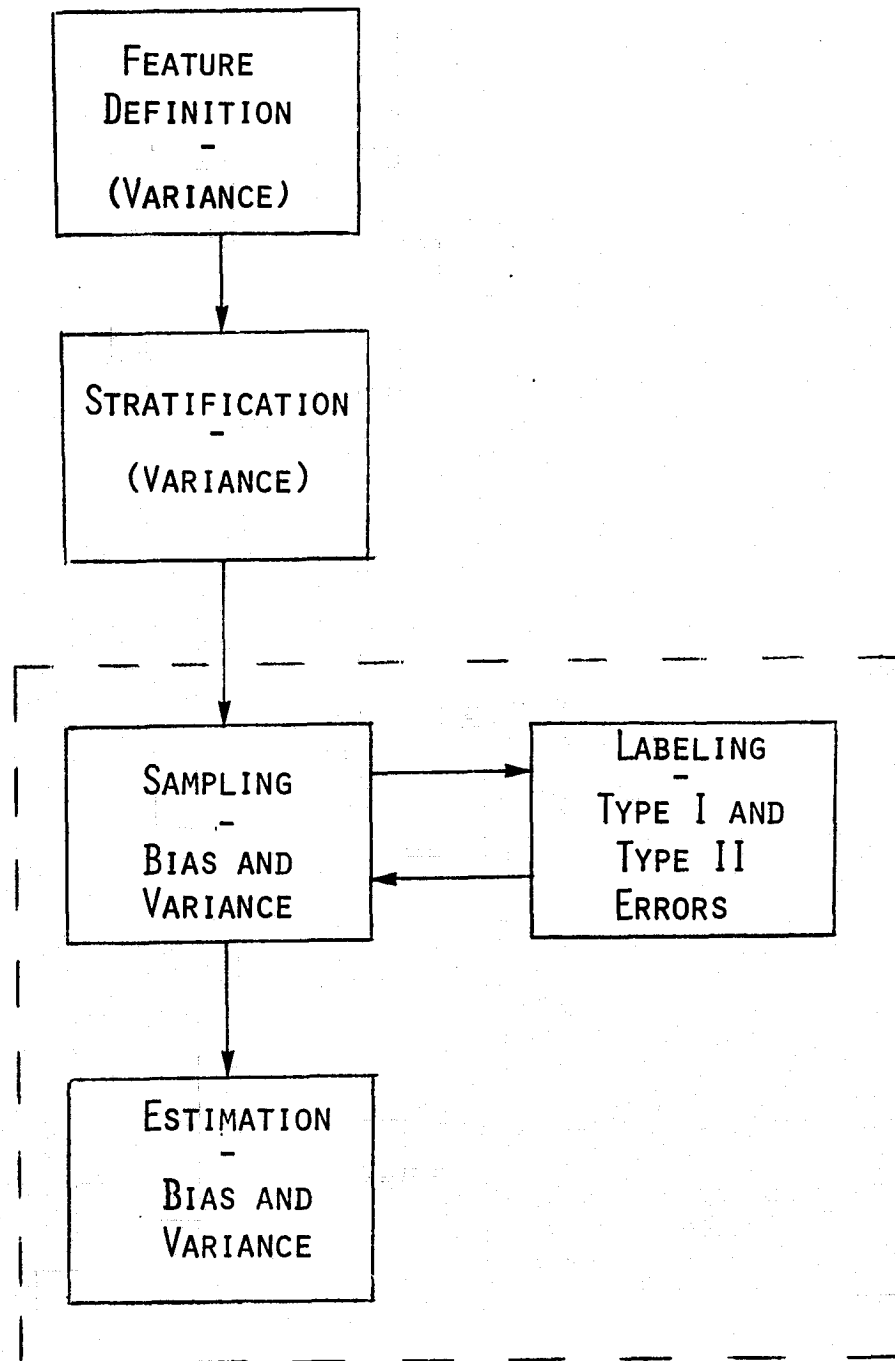 FEATURE
DEFINITION
-
(VARIANCE)
STRATIFICATION
-
(VARIANCE)
SAMPLING
-
BIAS AND
VARIANCE
LABELING
-
TYPE I AND
TYPE II
ERRORS
ESTIMATION
-
BIAS AND
VARIANCE